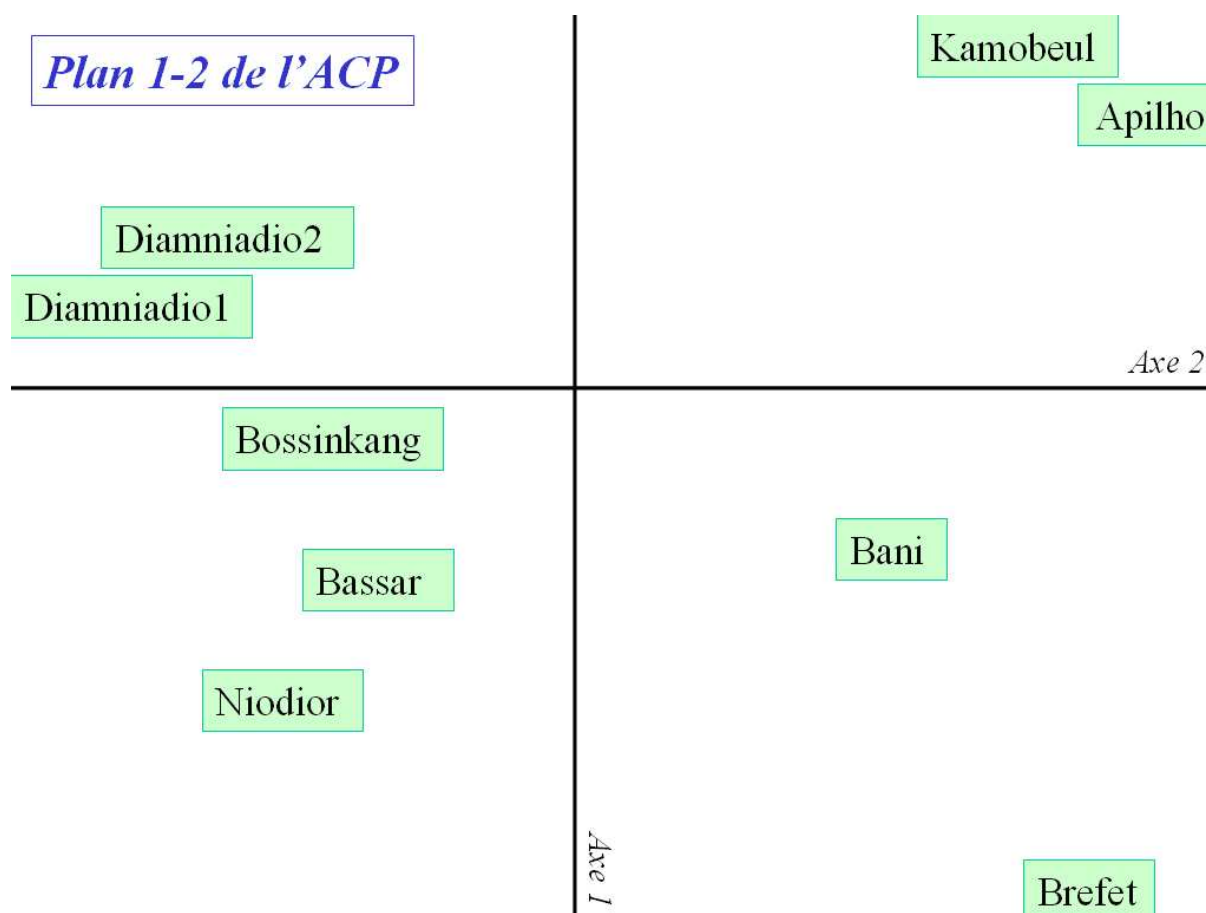 Plan 1-2 de l'ACP
Kamobeul
Apilho
Diamniadio2
Diamniadio1
Axe 2
Bossinkang
Bani
Bassar
Niodior
Axe 1
Brefet